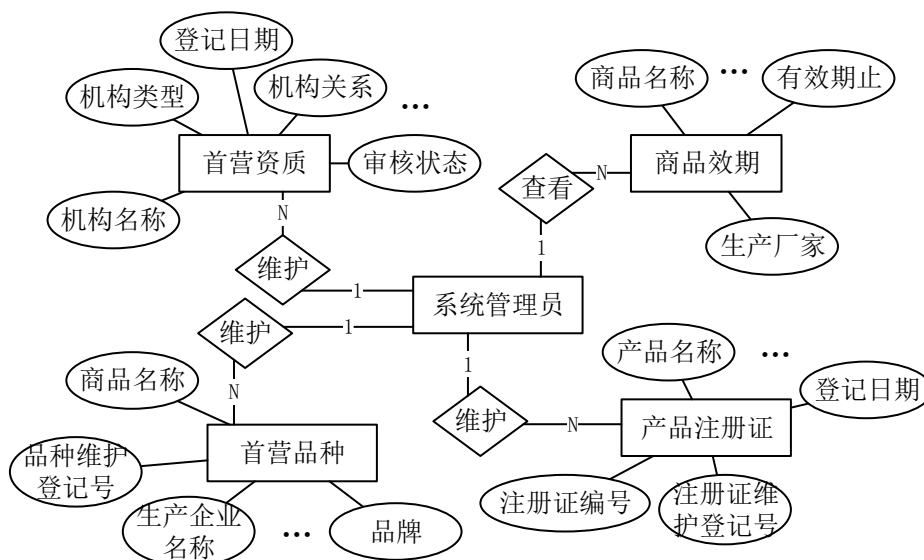 登记日期
机构类型
机构关系
...
首营资质
审核状态
机构名称
N
维护
1
商品名称
...
有效期止
商品效期
查看
N
1
生产厂家
系统管理员
维护
1
N
商品名称
首营品种
品种维护
登记号
生产企业
名称
...
品牌
1
维护
N
产品名称
...
登记日期
产品注册证
注册证编号
注册证维
护登记号